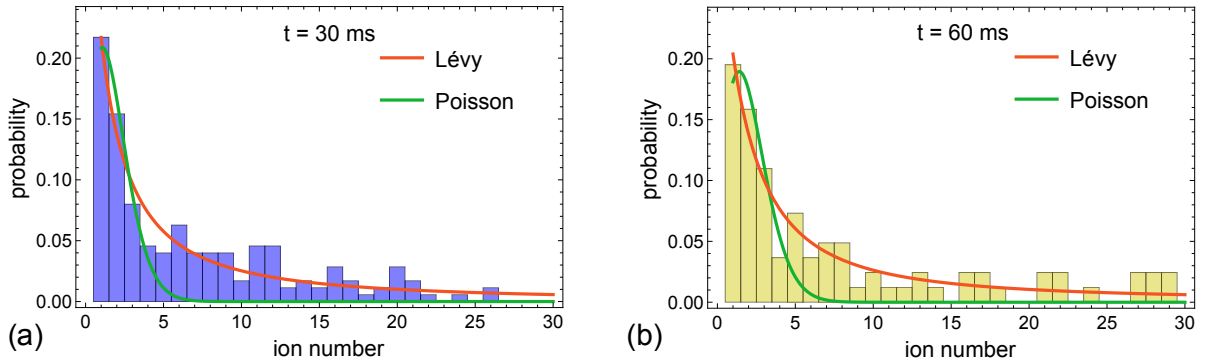 t = 30 ms
Lévy
Poisson
probability
0.20
0.15
0.10
0.05
0.00
0 5 10 15 20 25 30
ion number
(a)
t = 60 ms
Lévy
Poisson
probability
0.20
0.15
0.10
0.05
0.00
0 5 10 15 20 25 30
ion number
(b)